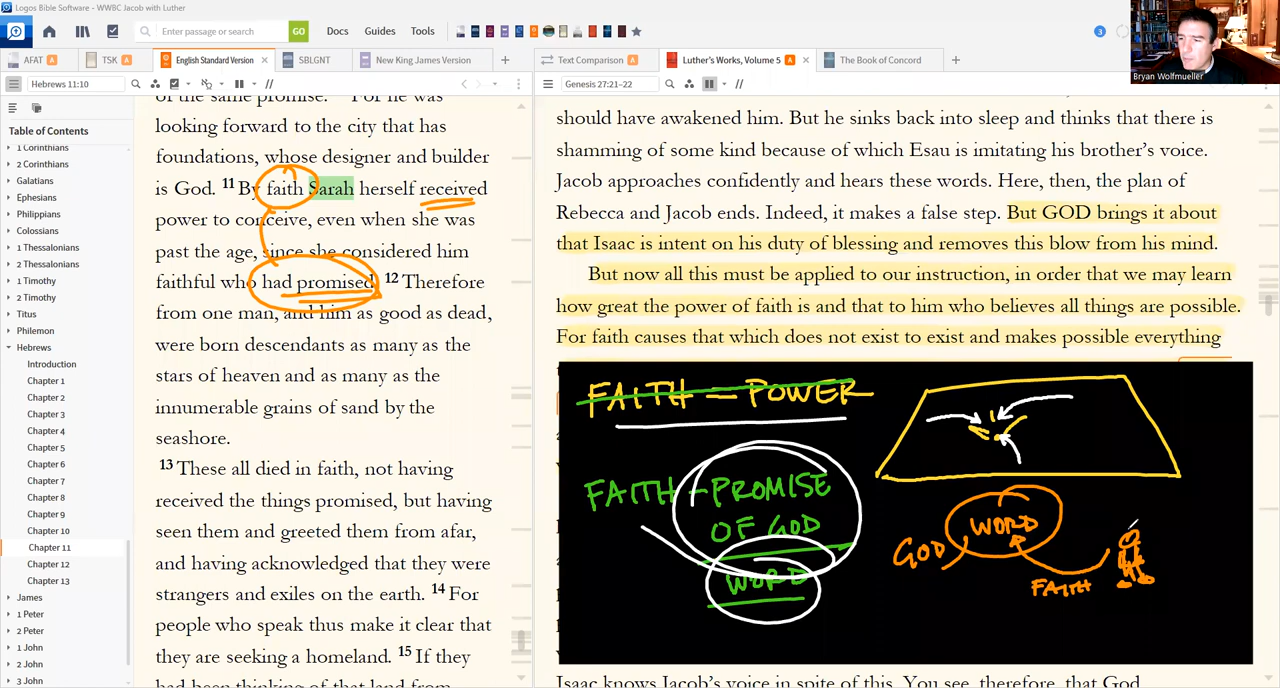 Logos Bible Software - WWBC Jacob with Luther
Enter passage or search
GO
Docs Guides Tools
3
Bryan Wolfmueller
AFAT A
TSK A
English Standard Version
SBLGNT
New King James Version
Text Comparison A
Luther's Works, Volume 5 A
The Book of Concord
Hebrews 11:10
Genesis 27:21–22
Table of Contents
1 Corinthians
2 Corinthians
Galatians
Ephesians
Philippians
Colossians
1 Thessalonians
2 Thessalonians
1 Timothy
2 Timothy
Titus
Philemon
Hebrews
Introduction
Chapter 1
Chapter 2
Chapter 3
Chapter 4
Chapter 5
Chapter 6
Chapter 7
Chapter 8
Chapter 9
Chapter 10
Chapter 11
Chapter 12
Chapter 13
James
1 Peter
2 Peter
1 John
2 John
3 John
of the same promise. For he was
looking forward to the city that has
foundations, whose designer and builder
is God. 11 By faith Sarah herself received
power to conceive, even when she was
past the age, since she considered him
faithful who had promised. 12 Therefore
from one man, and him as good as dead,
were born descendants as many as the
stars of heaven and as many as the
innumerable grains of sand by the
seashore.
13 These all died in faith, not having
received the things promised, but having
seen them and greeted them from afar,
and having acknowledged that they were
strangers and exiles on the earth. 14 For
people who speak thus make it clear that
they are seeking a homeland. 15 If they
had been thinking of that land from
should have awakened him. But he sinks back into sleep and thinks that there is
shamming of some kind because of which Esau is imitating his brother's voice.
Jacob approaches confidently and hears these words. Here, then, the plan of
Rebecca and Jacob ends. Indeed, it makes a false step. But GOD brings it about
that Isaac is intent on his duty of blessing and removes this blow from his mind.
But now all this must be applied to our instruction, in order that we may learn
how great the power of faith is and that to him who believes all things are possible.
For faith causes that which does not exist to exist and makes possible everything
FAITH = POWER
FAITH - PROMISE
OF GOD
WORD
GOD
WORD
FAITH
Isaac knows Jacob's voice in spite of this. You see, therefore, that God